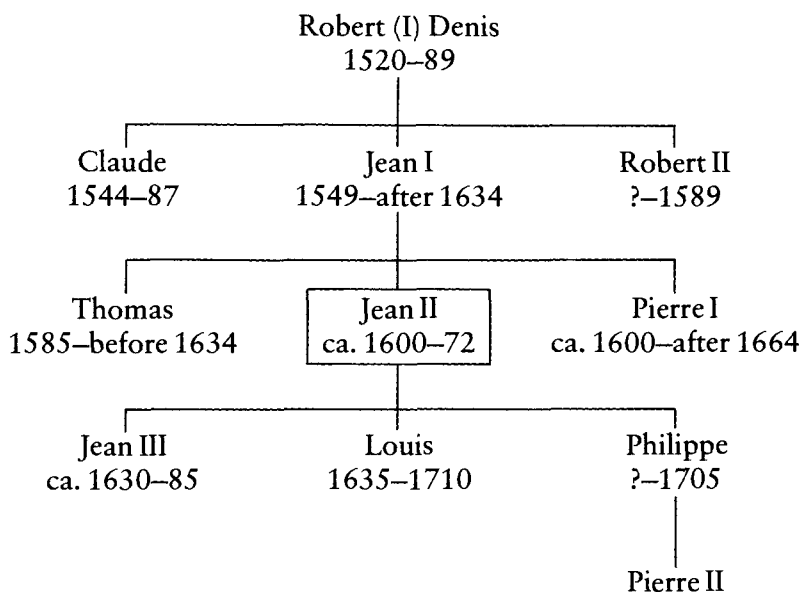 Robert (I) Denis
1520–89
Claude
1544–87
Jean I
1549–after 1634
Robert II
?–1589
Thomas
1585–before 1634
Jean II
ca. 1600–72
Pierre I
ca. 1600–after 1664
Jean III
ca. 1630–85
Louis
1635–1710
Philippe
?–1705
Pierre II